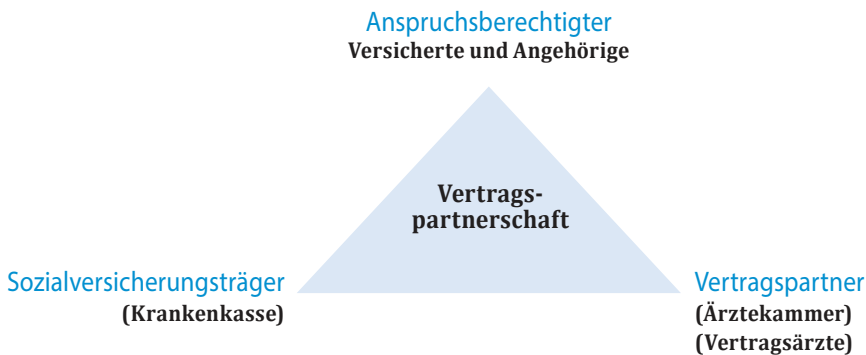 Anspruchsberechtigter
Versicherte und Angehörige
Vertrags-
partnerschaft
Sozialversicherungsträger
(Krankenkasse)
Vertragspartner
(Ärztekammer)
(Vertragsärzte)